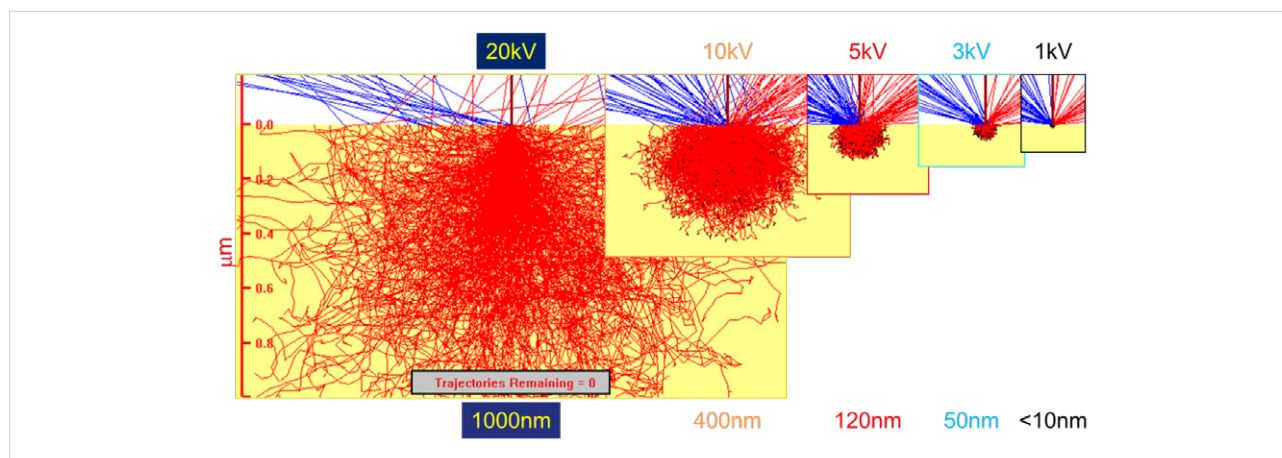 20kV 10kV 5kV 3kV 1kV
0.0
0.2
0.4
μm
0.6
0.8
Trajectories Remaining = 0
1000nm 400nm 120nm 50nm <10nm